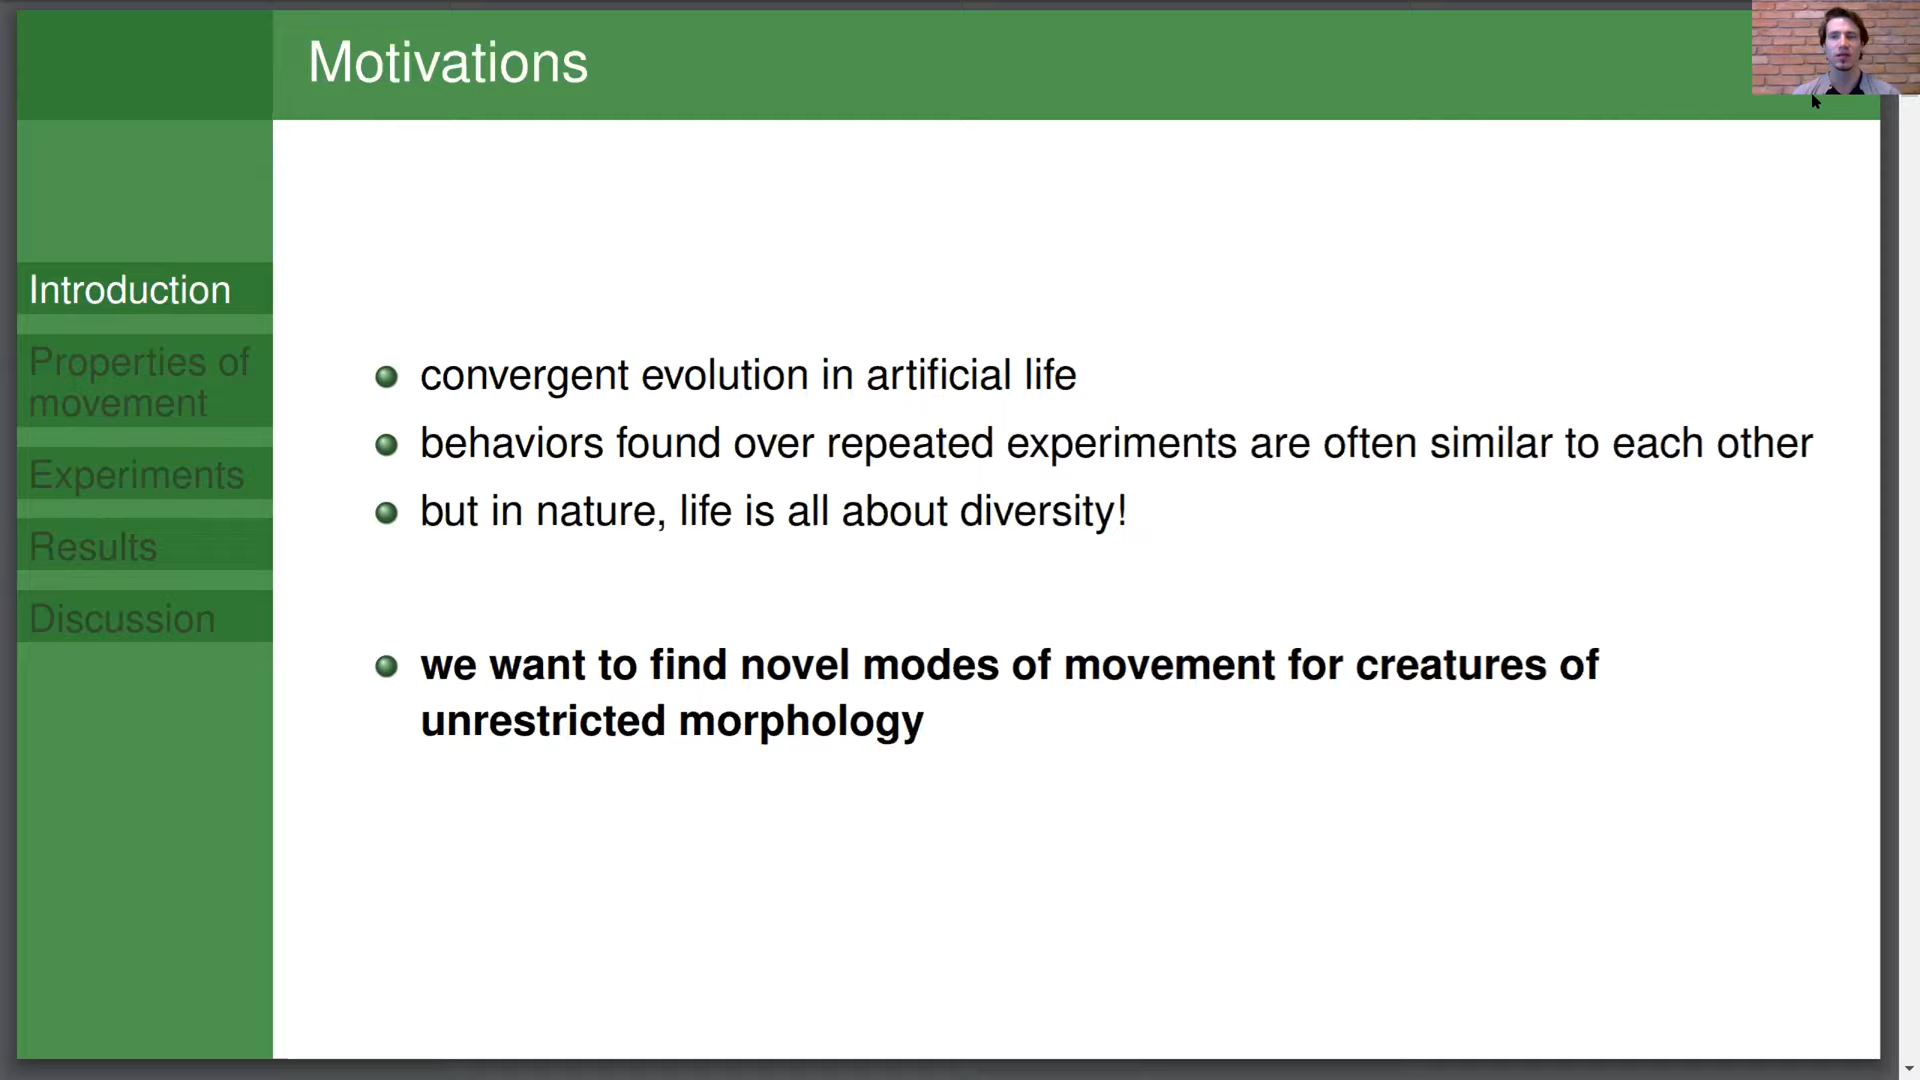 Motivations
Introduction
Properties of
movement
Experiments
Results
Discussion
convergent evolution in artificial life
behaviors found over repeated experiments are often similar to each other
but in nature, life is all about diversity!
we want to find novel modes of movement for creatures of
unrestricted morphology